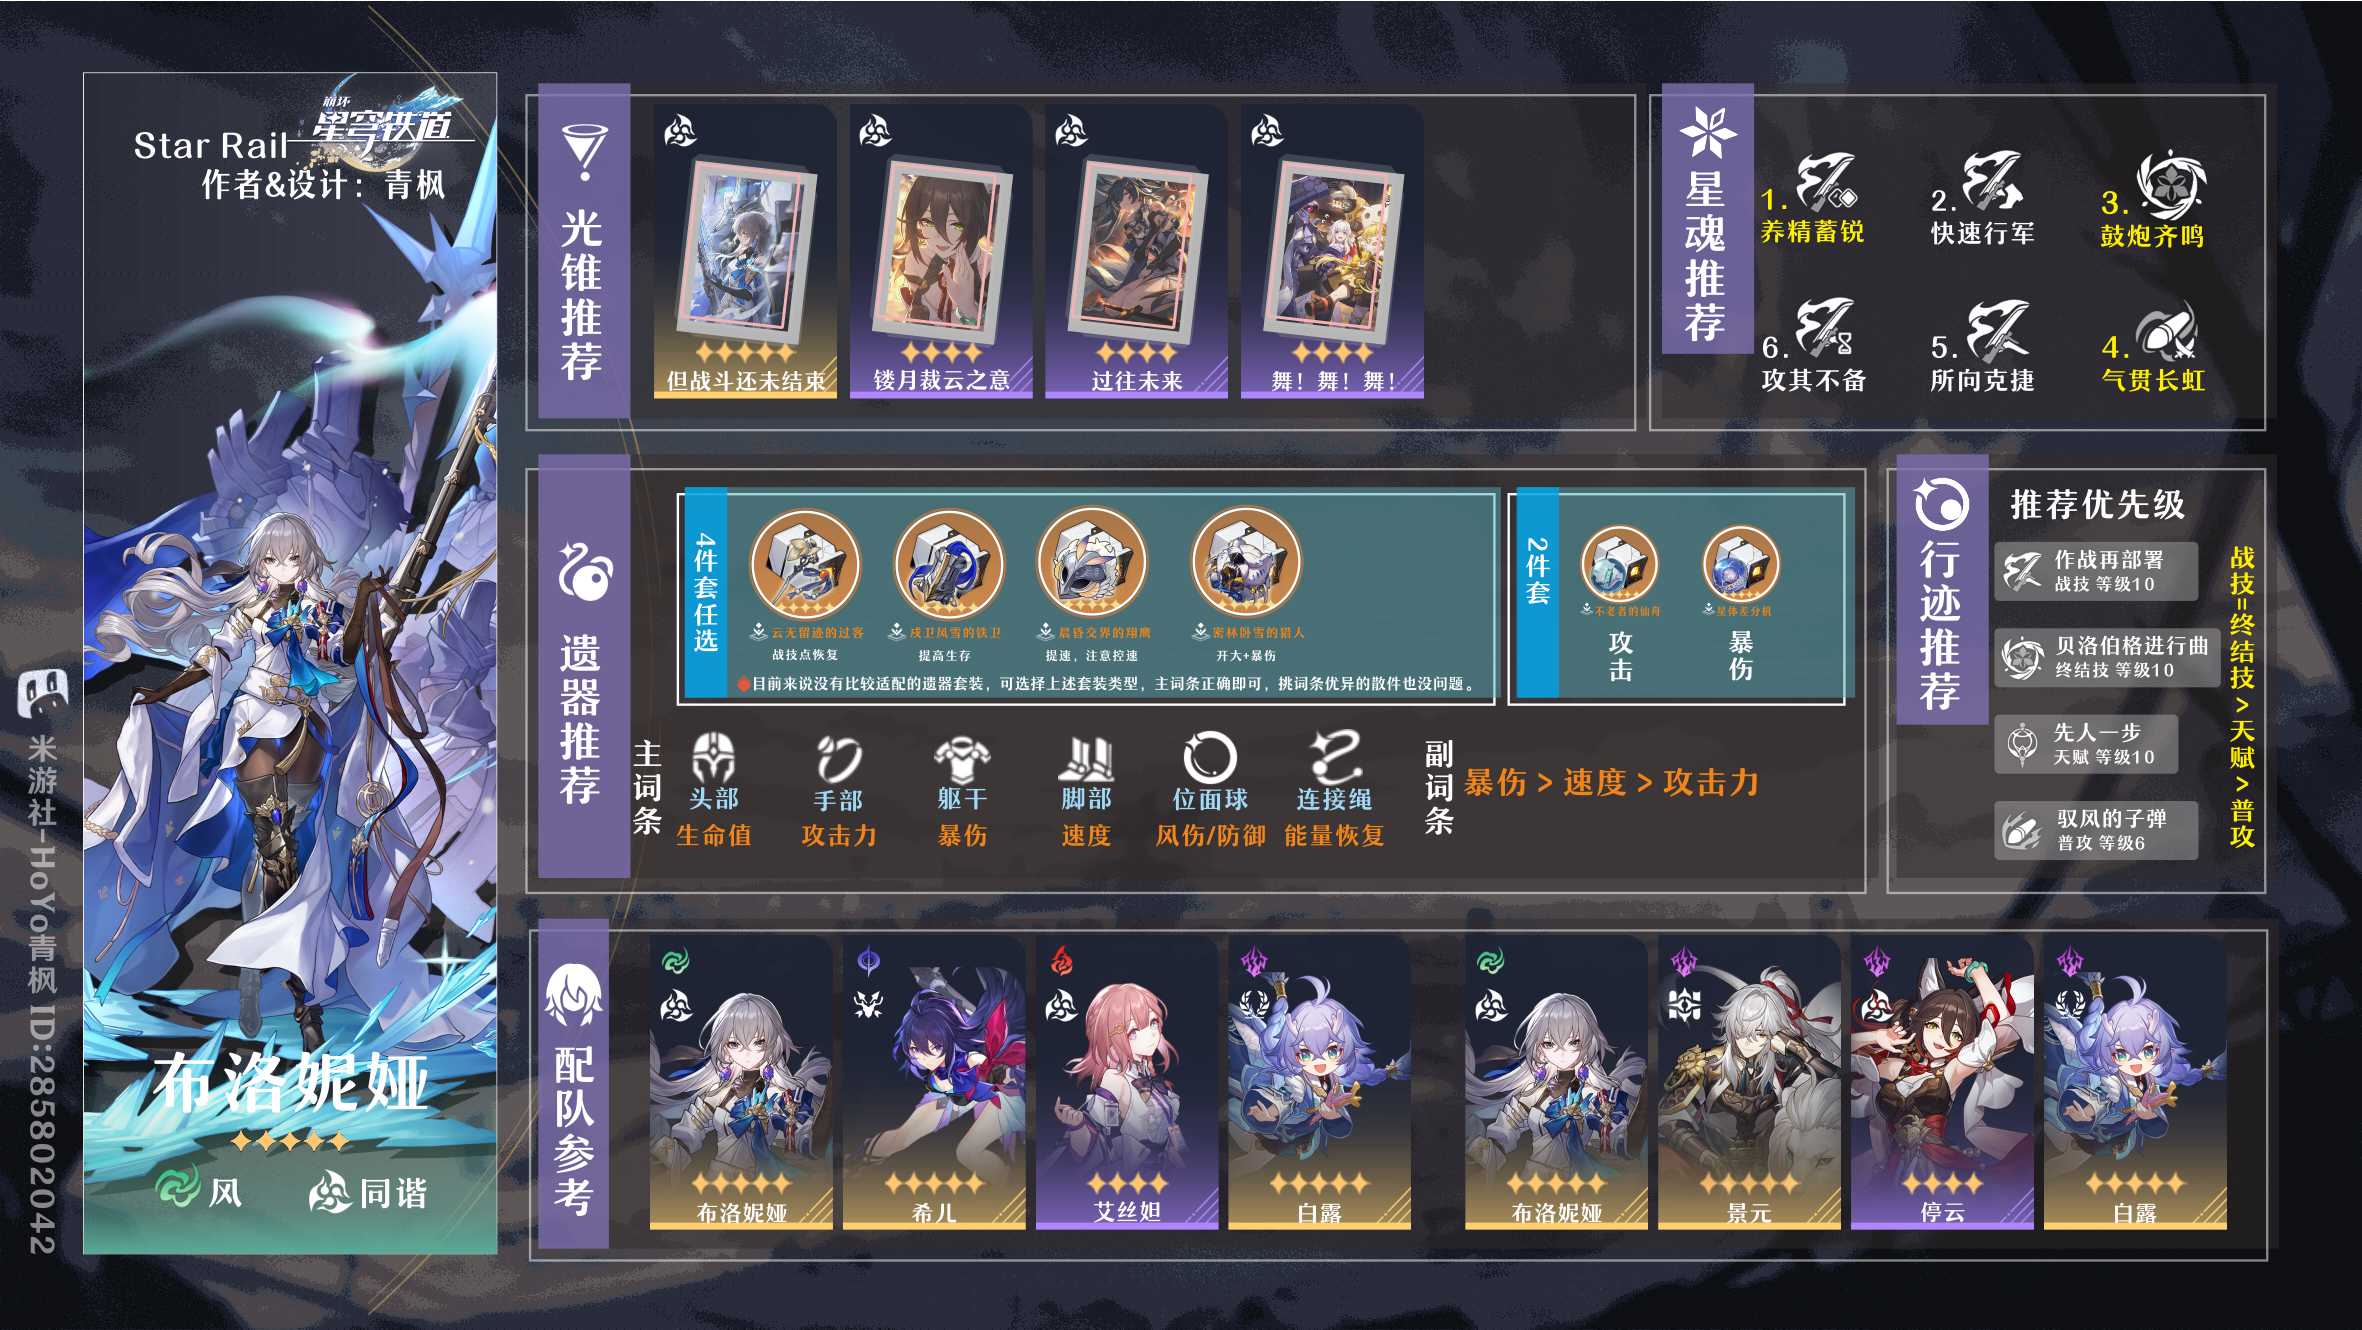 崩坏
星穹铁道
Star Rail
作者&设计：青枫
布洛妮娅
风
同谐
米游社-HoYo青枫 ID:285802042
光锥推荐
但战斗还未结束
镂月裁云之意
过往未来
舞！舞！舞！
星魂推荐
1.
养精蓄锐
2.
快速行军
3.
鼓炮齐鸣
6.
攻其不备
5.
所向克捷
4.
气贯长虹
遗器推荐
4件套任选
云无留迹的过客
战技点恢复
戍卫风雪的铁卫
提高生存
晨昏交界的翔鹰
提速，注意控速
密林卧雪的猎人
开大+暴伤
目前来说没有比较适配的遗器套装，可选择上述套装类型，主词条正确即可，挑词条优异的散件也没问题。
2件套
不老者的仙舟
攻击
星体差分机
暴伤
主词条
头部
生命值
手部
攻击力
躯干
暴伤
脚部
速度
位面球
风伤/防御
连接绳
能量恢复
副词条
暴伤 > 速度 > 攻击力
行迹推荐
推荐优先级
作战再部署
战技 等级10
贝洛伯格进行曲
终结技 等级10
先人一步
天赋 等级10
驭风的子弹
普攻 等级6
战技=终结技>天赋>普攻
配队参考
布洛妮娅
希儿
艾丝妲
白露
布洛妮娅
景元
停云
白露